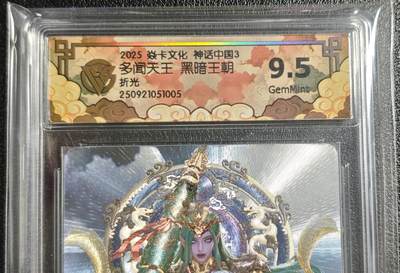 2025 焱卡文化 神话中国3
多闻天王 黑暗王朝
折光
250921051005
9.5
GemMint